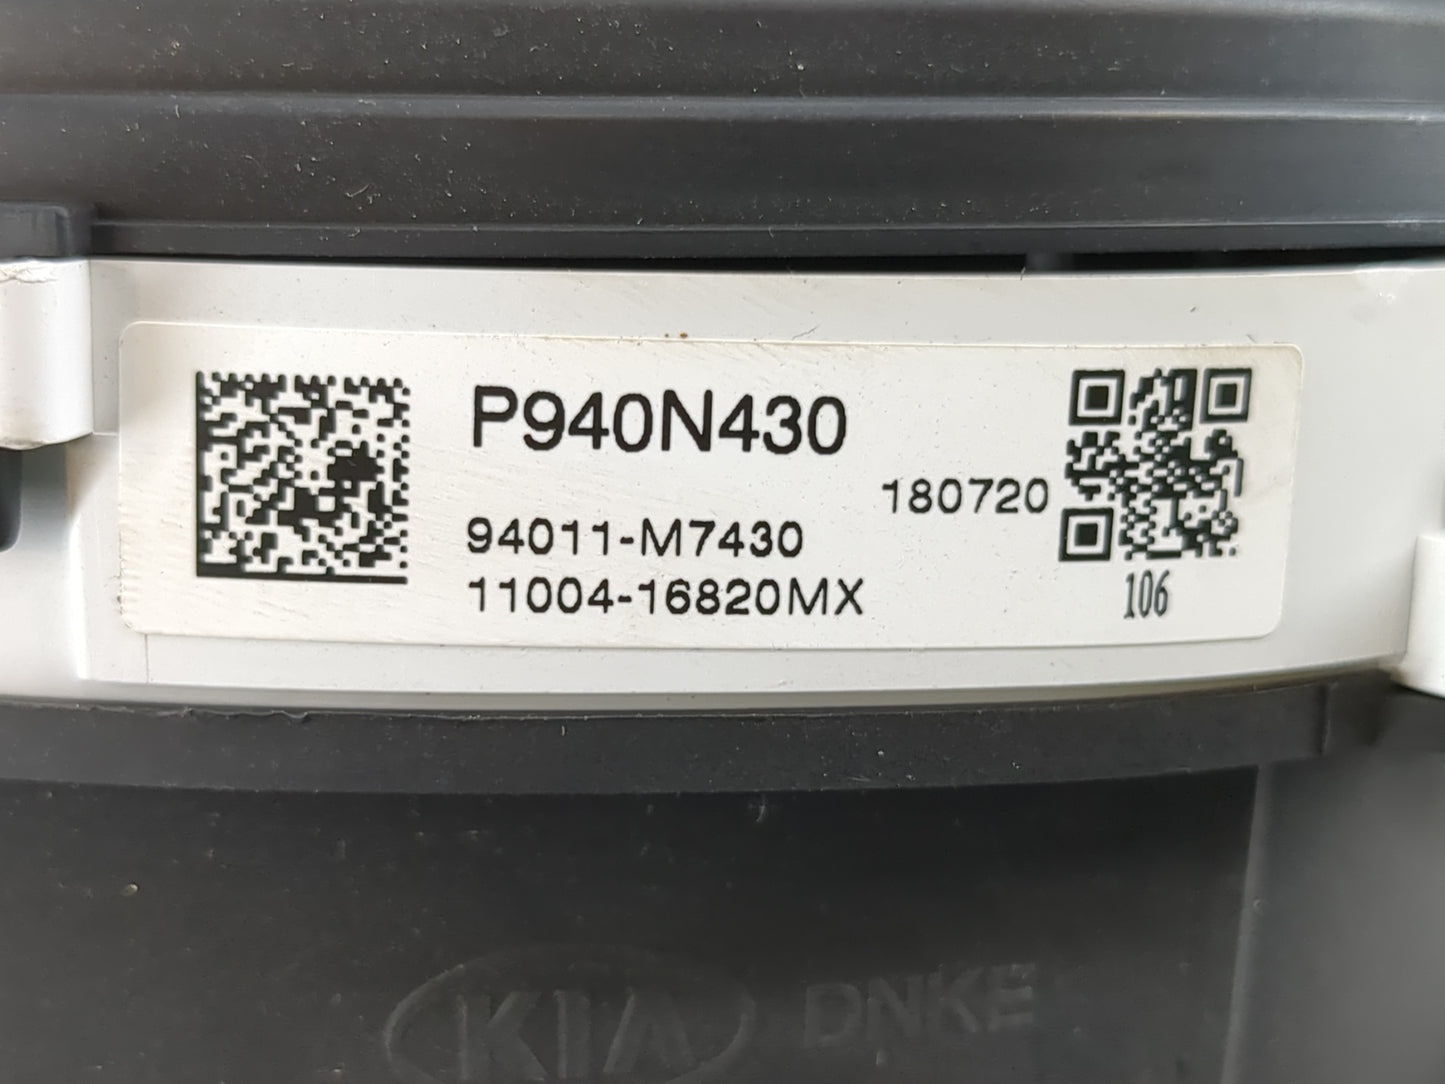 P940N430
180720
94011-M7430
11004-16820MX
106
KIA DNKE